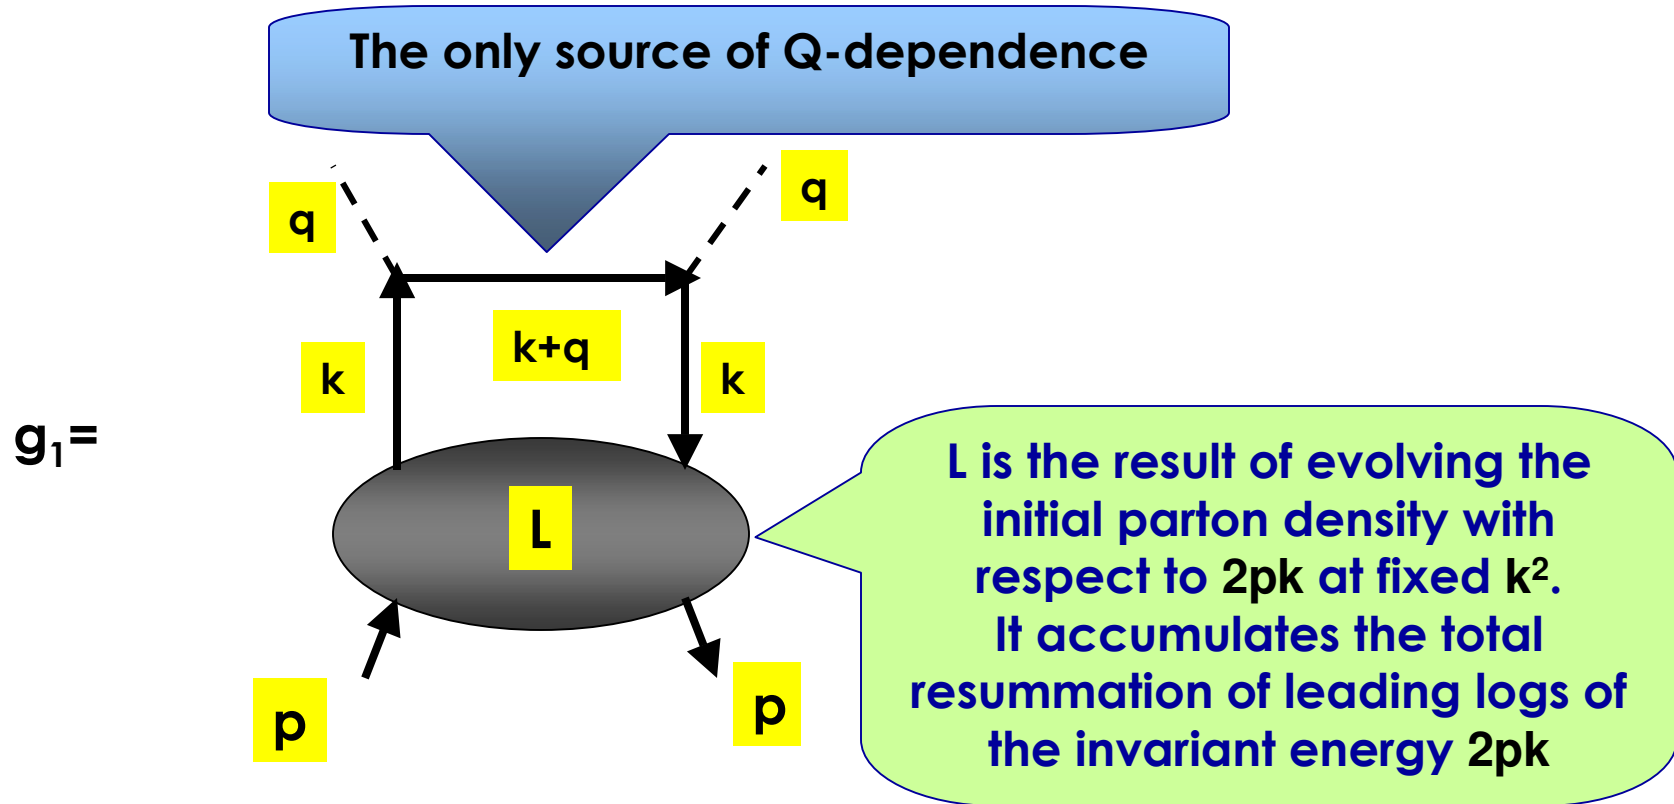 The only source of Q-dependence
q
q
k+q
k
k
g₁=
L
L is the result of evolving the
initial parton density with
respect to 2pk at fixed k².
It accumulates the total
resummation of leading logs of
the invariant energy 2pk
p
p